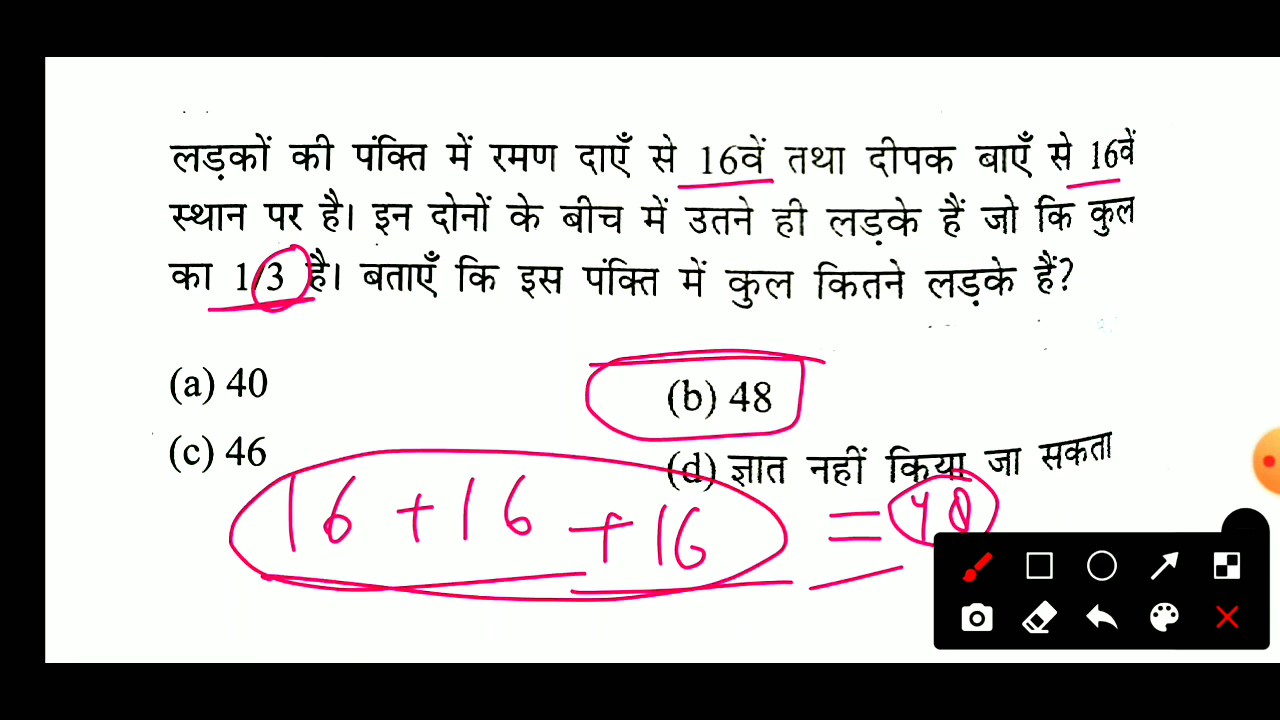 लड़कों की पंक्ति में रमण दाएँ से 16वें तथा दीपक बाएँ से 16वें
स्थान पर है। इन दोनों के बीच में उतने ही लड़के हैं जो कि कुल
का 1/3 है। बताएँ कि इस पंक्ति में कुल कितने लड़के हैं?
(a) 40 (b) 48
(c) 46 (d) ज्ञात नहीं किया जा सकता
16 + 16 + 16 = 48